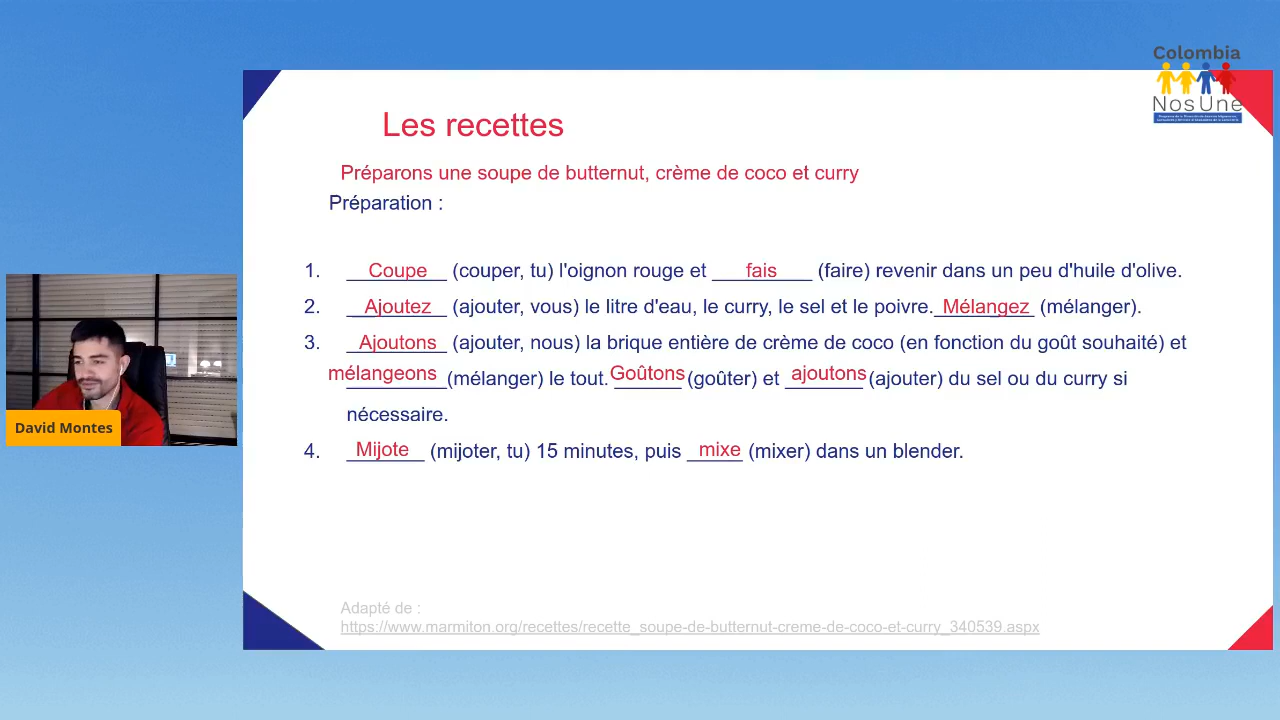 Colombia
NosUne
Les recettes
Préparons une soupe de butternut, crème de coco et curry
Préparation :
1. Coupe (couper, tu) l'oignon rouge et fais (faire) revenir dans un peu d'huile d'olive.
2. Ajoutez (ajouter, vous) le litre d'eau, le curry, le sel et le poivre. Mélangez (mélanger).
3. Ajoutons (ajouter, nous) la brique entière de crème de coco (en fonction du goût souhaité) et
mélangeons (mélanger) le tout. Goûtons (goûter) et ajoutons (ajouter) du sel ou du curry si
nécessaire.
4. Mijote (mijoter, tu) 15 minutes, puis mixe (mixer) dans un blender.
David Montes
Adapté de :
https://www.marmiton.org/recettes/recette_soupe-de-butternut-creme-de-coco-et-curry_340539.aspx